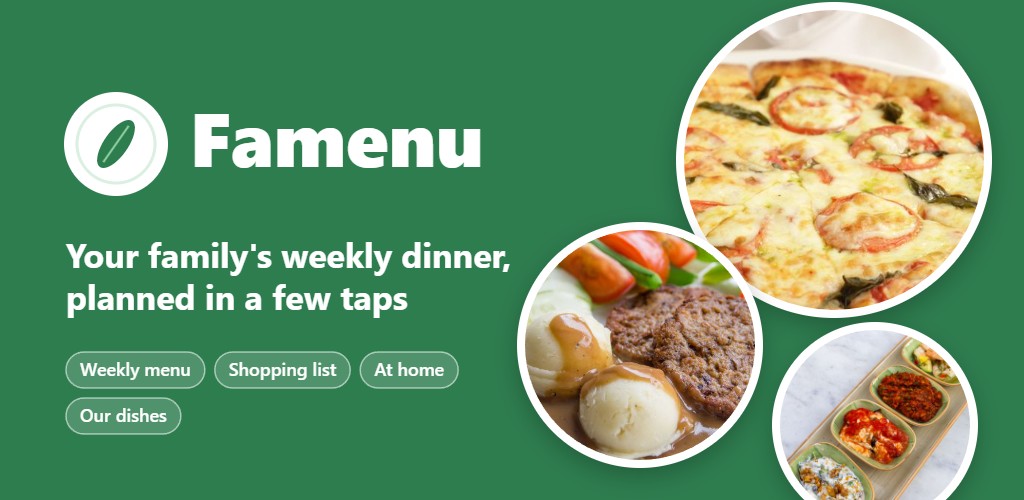 Famenu
Your family's weekly dinner,
planned in a few taps
Weekly menu
Shopping list
At home
Our dishes